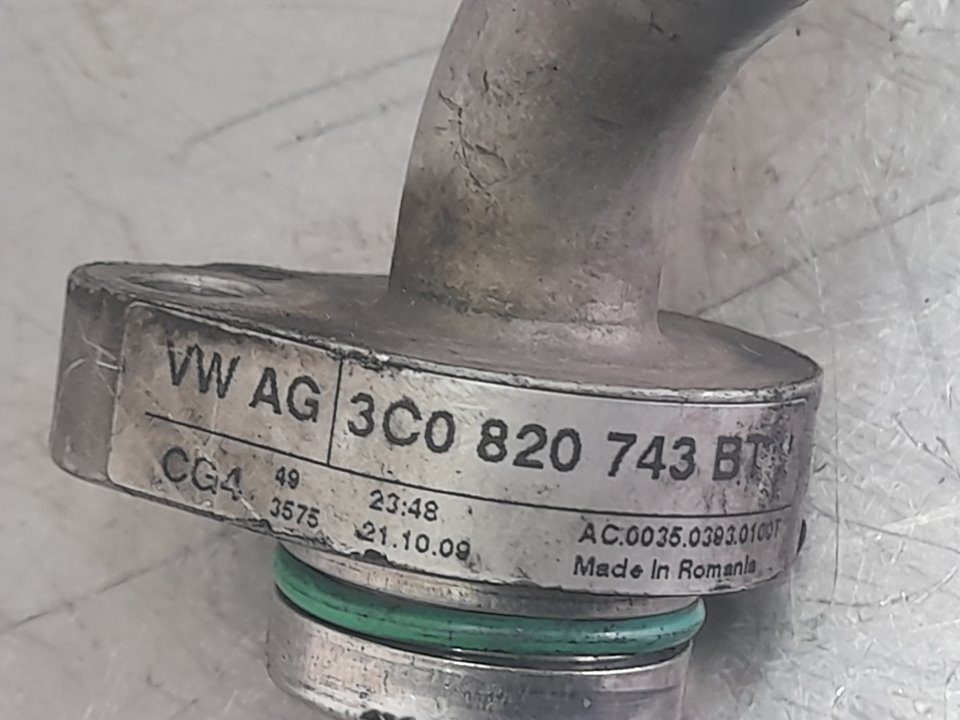 VW AG 3C0 820 743 BT
CG4 49 23:48 AC.0035.0393.0100T
3575 21.10.09 Made In Romania